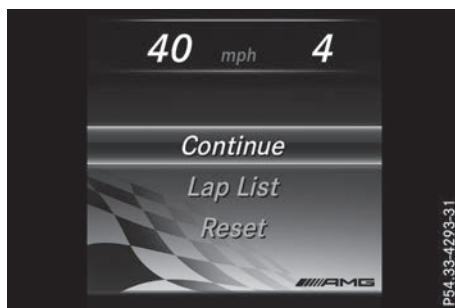 40 mph 4
Continue
Lap List
Reset
AMG
P54.33-4293-31